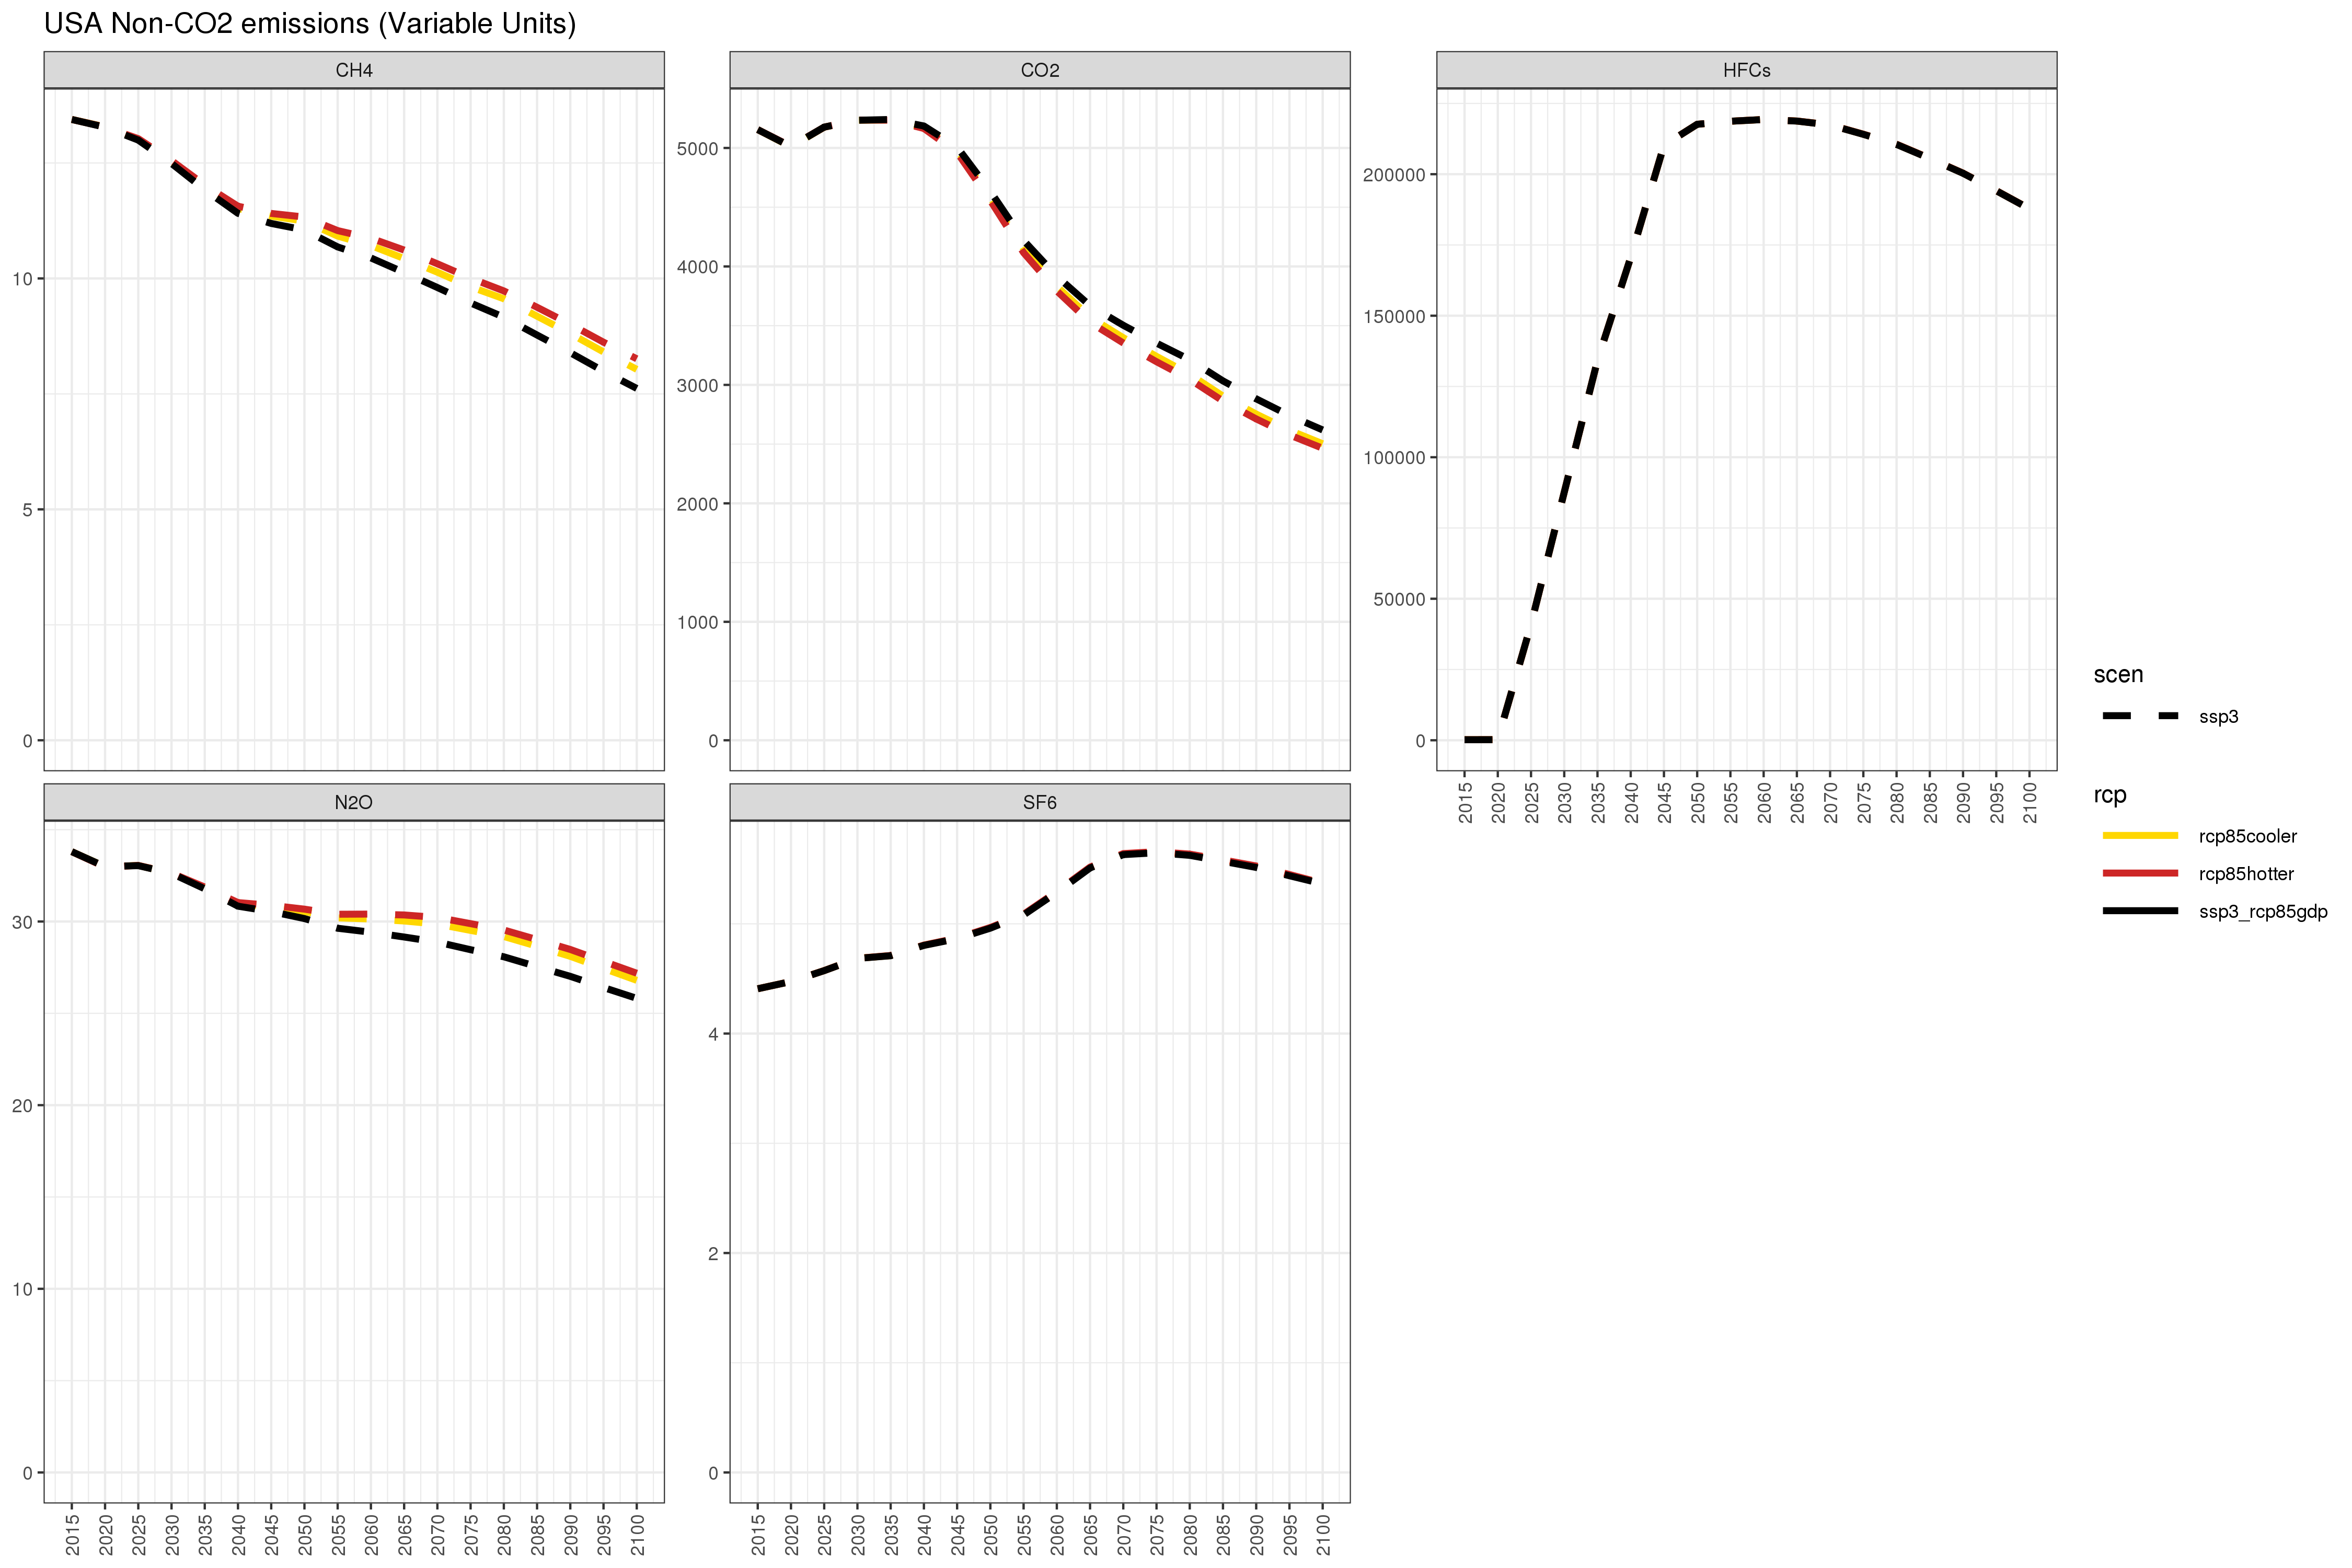 USA Non-CO2 emissions (Variable Units)
CH4
10
5
0
CO2
5000
4000
3000
2000
1000
0
HFCs
200000
150000
100000
50000
0
2015 2020 2025 2030 2035 2040 2045 2050 2055 2060 2065 2070 2075 2080 2085 2090 2095 2100
N2O
30
20
10
0
2015 2020 2025 2030 2035 2040 2045 2050 2055 2060 2065 2070 2075 2080 2085 2090 2095 2100
SF6
4
2
0
2015 2020 2025 2030 2035 2040 2045 2050 2055 2060 2065 2070 2075 2080 2085 2090 2095 2100
scen
ssp3
rcp
rcp85cooler
rcp85hotter
ssp3_rcp85gdp